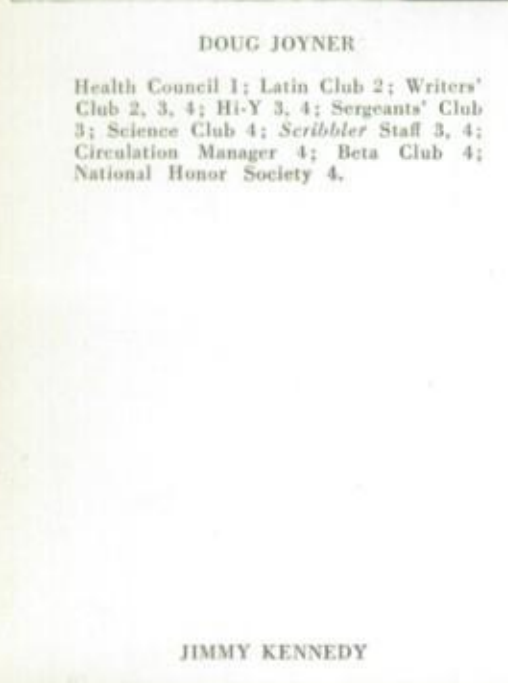 DOUG JOYNER
Health Council 1; Latin Club 2; Writers'
Club 2, 3, 4; Hi-Y 3, 4; Sergeants' Club
3; Science Club 4; Scribbler Staff 3, 4;
Circulation Manager 4; Beta Club 4;
National Honor Society 4.
JIMMY KENNEDY